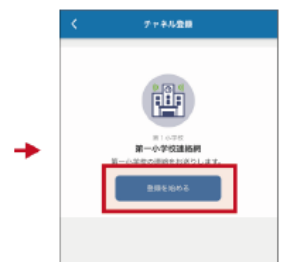 チャネル登録
第一小学校
第一小学校連絡網
第一小学校の連絡をお送りします。
登録を始める